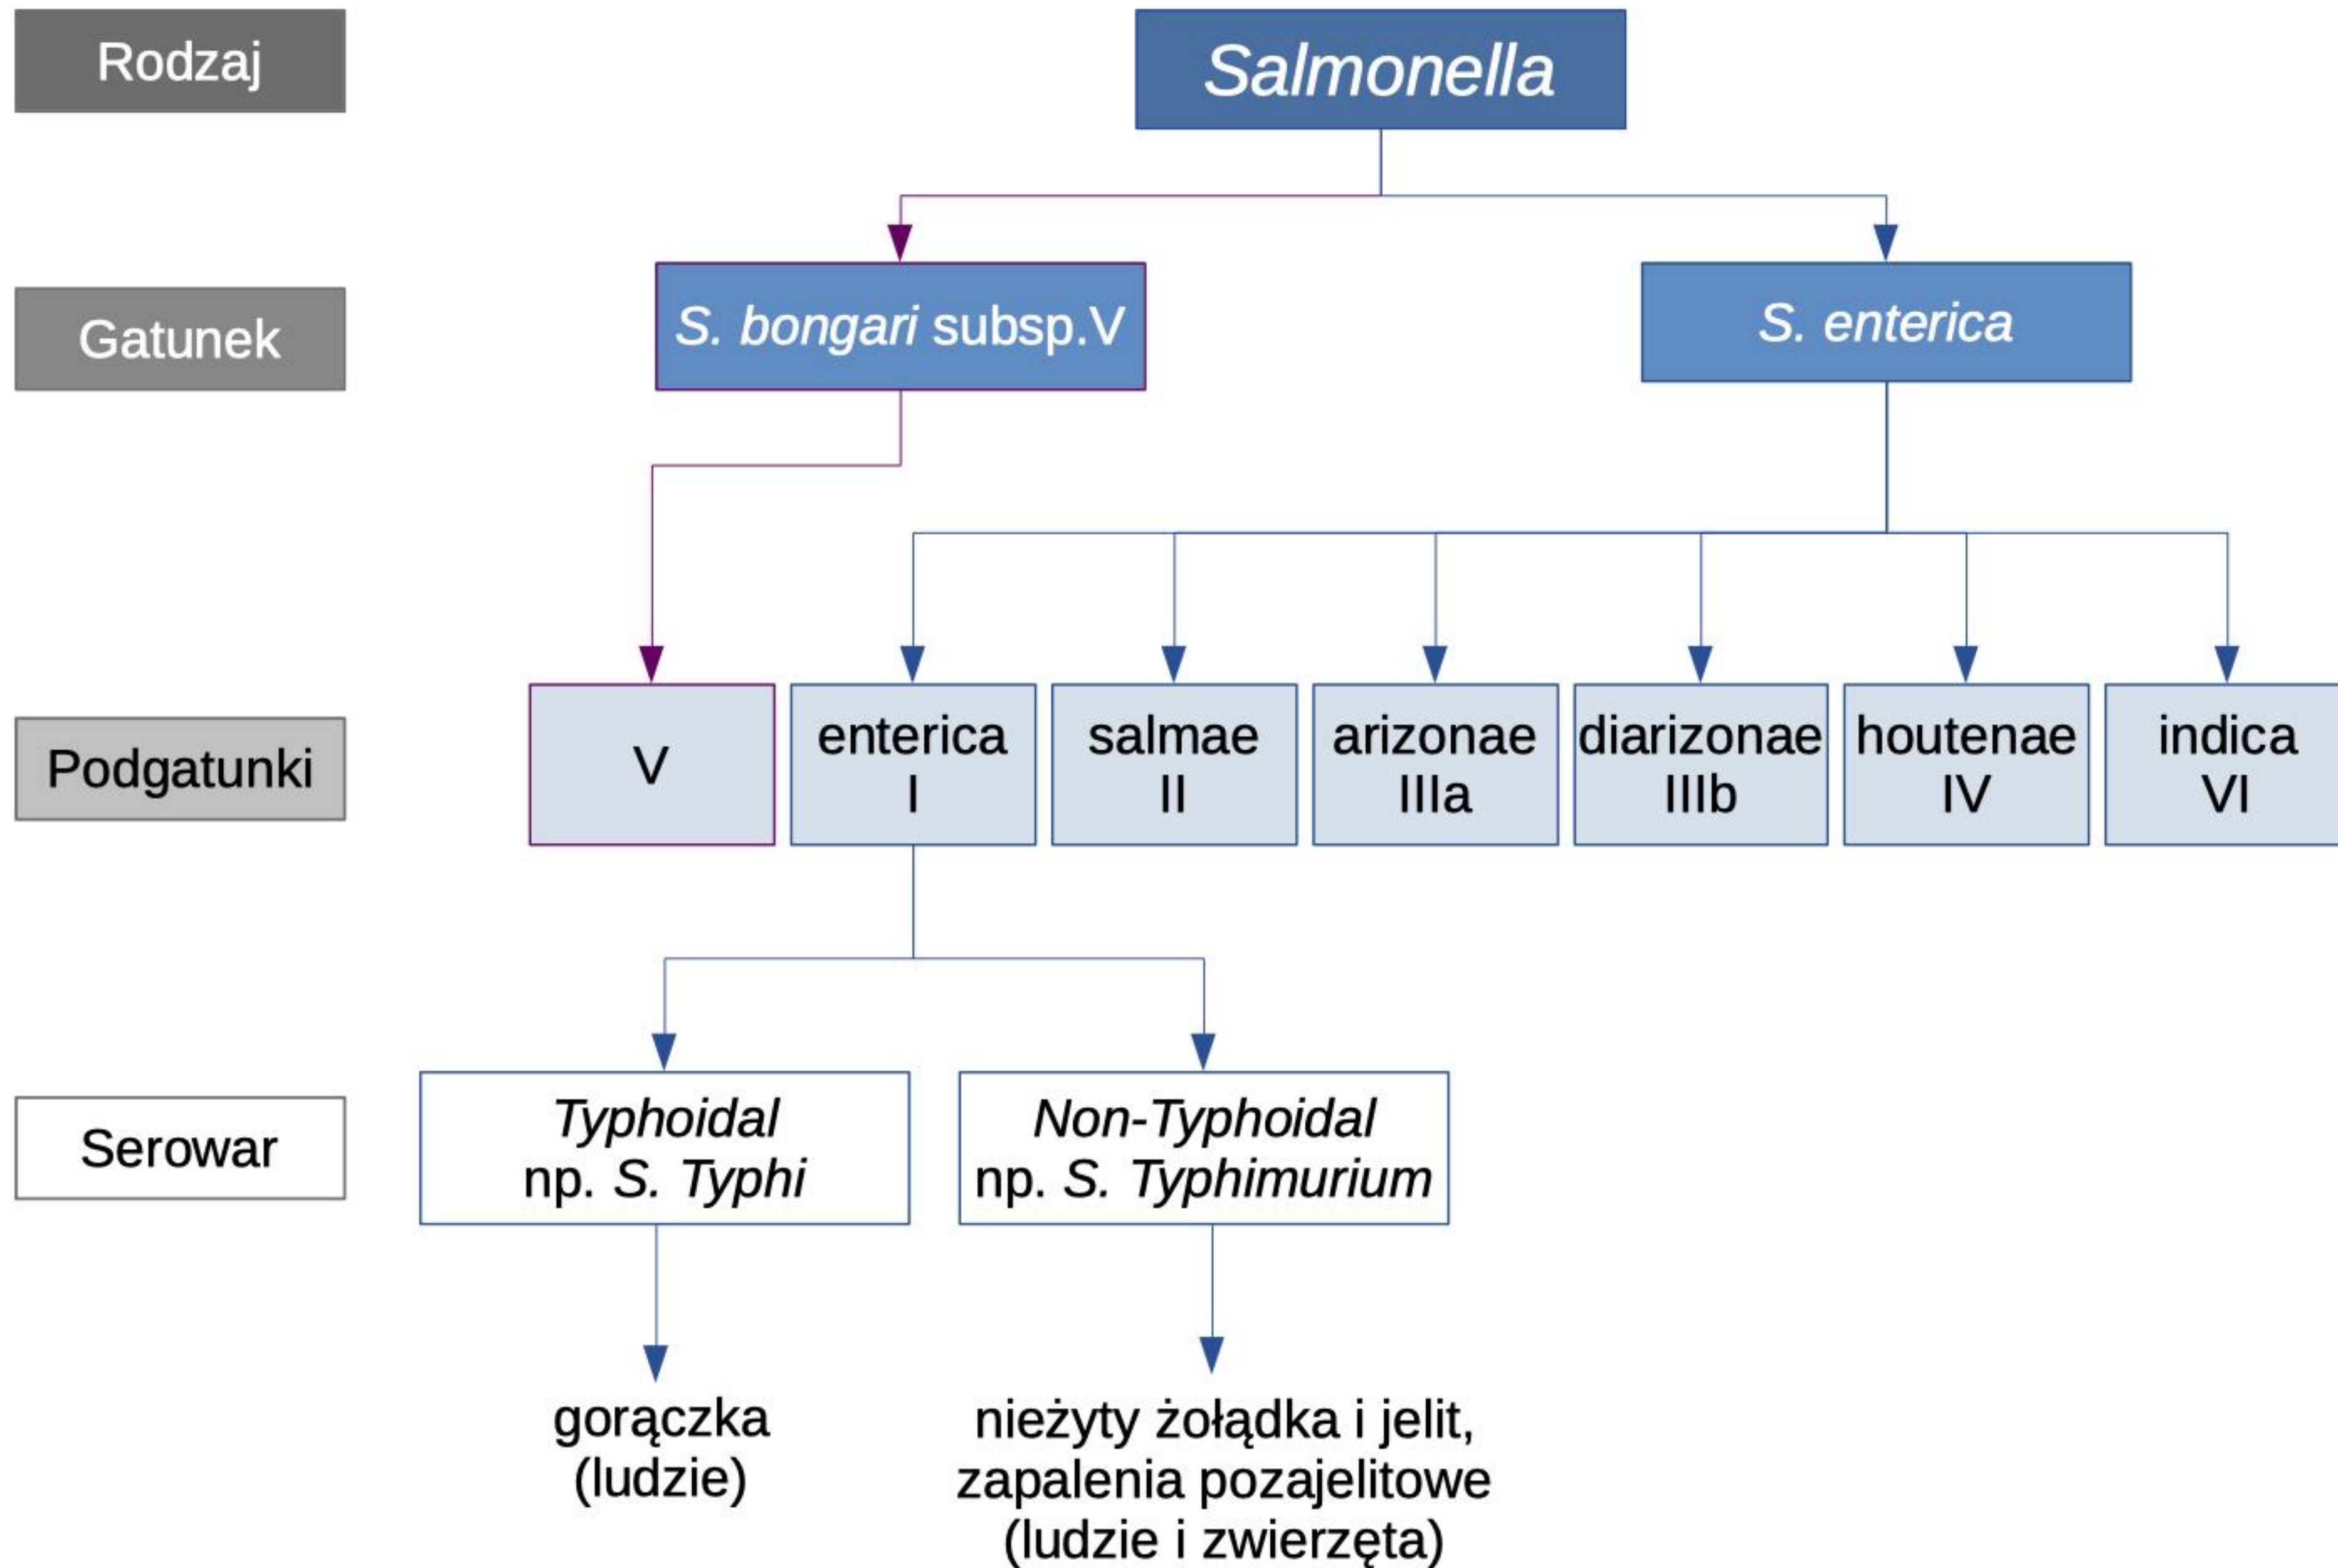 Rodzaj
Salmonella
Gatunek
S. bongari subsp.V
S. enterica
Podgatunki
V
enterica
I
salmae
II
arizonae
IIIa
diarizonae
IIIb
houtenae
IV
indica
VI
Serowar
Typhoidal
np. S. Typhi
Non-Typhoidal
np. S. Typhimurium
gorączka
(ludzie)
nieżyty żołądka i jelit,
zapalenia pozajelitowe
(ludzie i zwierzęta)